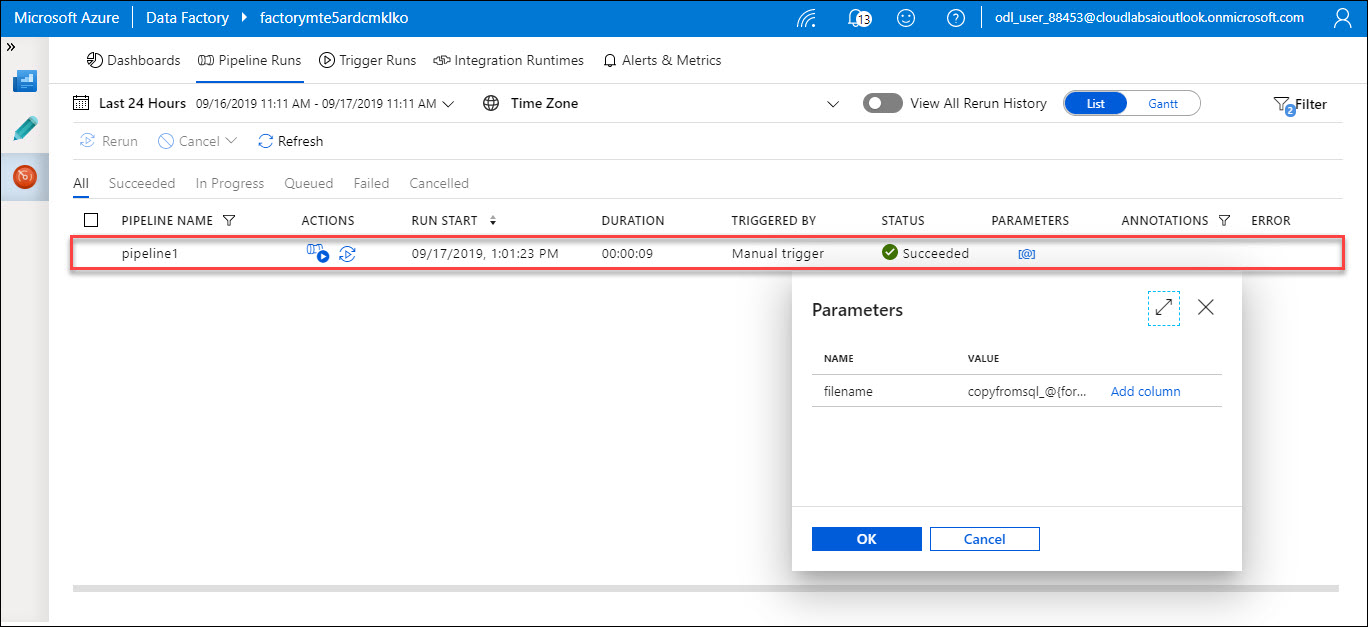 Microsoft Azure Data Factory factorymte5ardcmklko 13 odl_user_88453@cloudlabsaioutlook.onmicrosoft.com
Dashboards Pipeline Runs Trigger Runs Integration Runtimes Alerts & Metrics
Last 24 Hours 09/16/2019 11:11 AM - 09/17/2019 11:11 AM Time Zone View All Rerun History List Gantt 2 Filter
Rerun Cancel Refresh
All Succeeded In Progress Queued Failed Cancelled
PIPELINE NAME ACTIONS RUN START DURATION TRIGGERED BY STATUS PARAMETERS ANNOTATIONS ERROR
pipeline1 09/17/2019, 1:01:23 PM 00:00:09 Manual trigger Succeeded [@]
Parameters
NAME VALUE
filename copyfromsql_@{for... Add column
OK Cancel